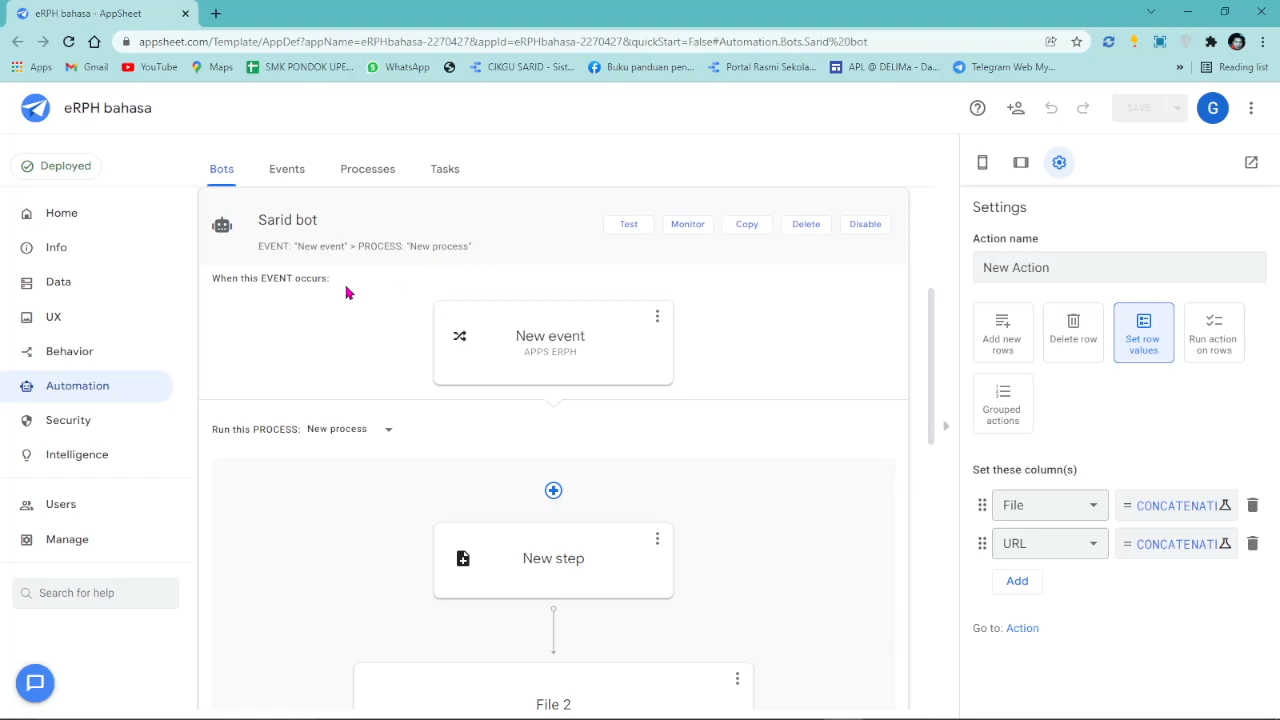 eRPH bahasa - AppSheet
appsheet.com/Template/AppDef?appName=eRPHbahasa-2270427&appId=eRPHbahasa-2270427&quickStart=False#Automation.Bots.Sarid%20bot
Apps Gmail YouTube Maps SMK PONDOK UPE... WhatsApp CIKGU SARID - Sist... Buku panduan pen... Portal Rasmi Sekola... APL @ DELIMa - Da... Telegram Web My... » Reading list
eRPH bahasa
SAVE
G
Deployed
Home
Info
Data
UX
Behavior
Automation
Security
Intelligence
Users
Manage
Search for help
Bots Events Processes Tasks
Sarid bot
EVENT: "New event" > PROCESS: "New process"
Test Monitor Copy Delete Disable
When this EVENT occurs:
New event
APPS ERPH
Run this PROCESS: New process
New step
File 2
Settings
Action name
New Action
Add new rows
Delete row
Set row values
Run action on rows
Grouped actions
Set these column(s)
File = CONCATENATI
URL = CONCATENATI
Add
Go to: Action